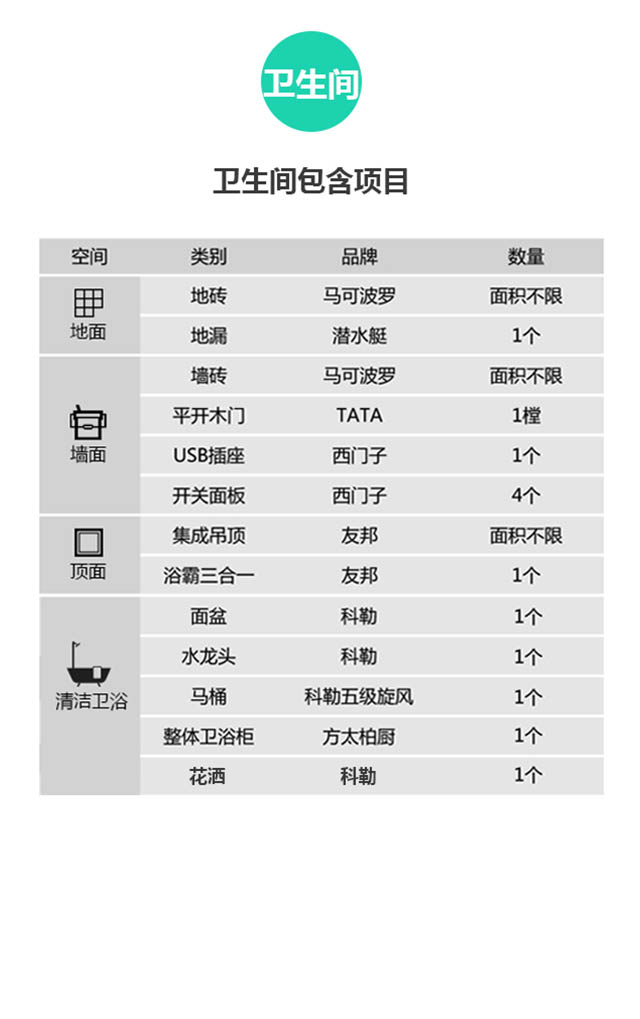 卫生间
卫生间包含项目
空间 类别 品牌 数量
地面
地砖 马可波罗 面积不限
地漏 潜水艇 1个
墙面
墙砖 马可波罗 面积不限
平开木门 TATA 1樘
USB插座 西门子 1个
开关面板 西门子 4个
顶面
集成吊顶 友邦 面积不限
浴霸三合一 友邦 1个
清洁卫浴
面盆 科勒 1个
水龙头 科勒 1个
马桶 科勒五级旋风 1个
整体卫浴柜 方太柏厨 1个
花洒 科勒 1个